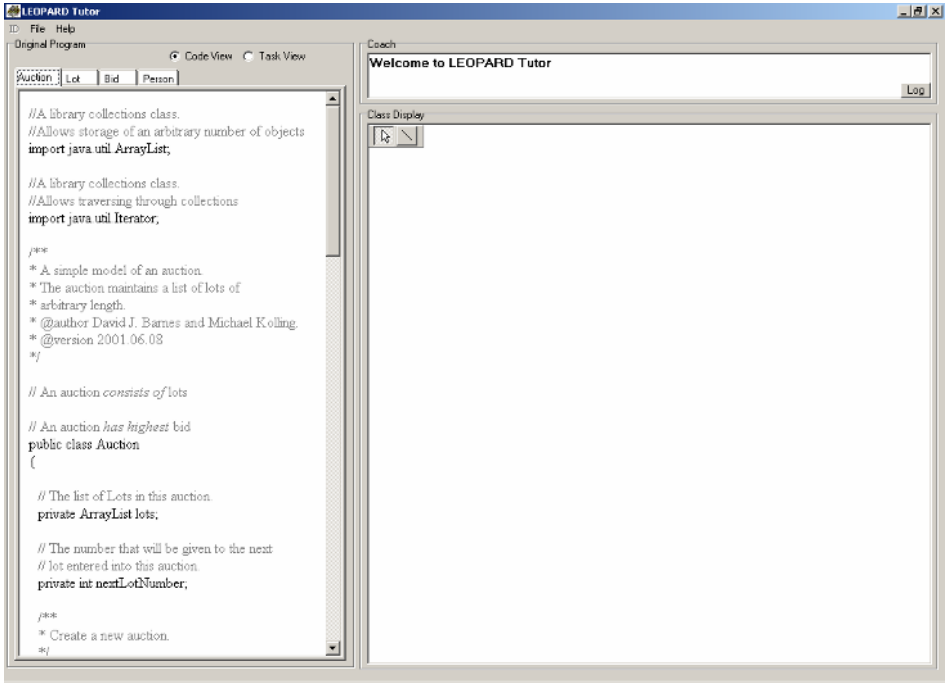 LEOPARD Tutor
ID File Help
Original Program
Code View Task View
Auction Lot Bid Person
//A library collections class.
//Allows storage of an arbitrary number of objects
import java.util.ArrayList;
//A library collections class.
//Allows traversing through collections
import java.util.Iterator;
/**
* A simple model of an auction.
* The auction maintains a list of lots of
* arbitrary length.
* @author David J. Barnes and Michael Kolling.
* @version 2001.06.08
*/
// An auction consists of lots
// An auction has highest bid
public class Auction
{
// The list of Lots in this auction.
private ArrayList lots;
// The number that will be given to the next
// lot entered into this auction.
private int nextLotNumber;
/**
* Create a new auction.
*/
Coach
Welcome to LEOPARD Tutor
Log
Class Display